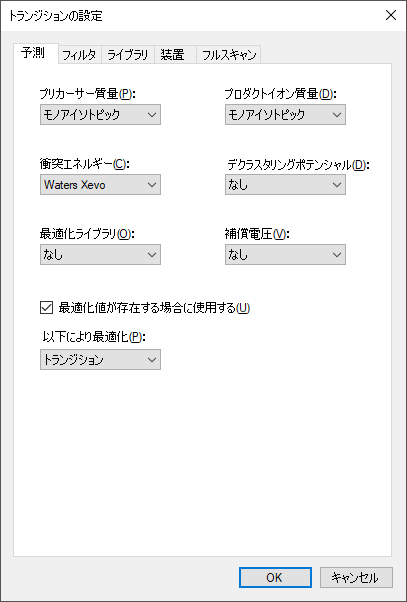 トランジションの設定
予測 フィルタ ライブラリ 装置 フルスキャン
プリカーサー質量(P): プロダクトイオン質量(D):
モノアイソトピック モノアイソトピック
衝突エネルギー(C): デクラスタリングポテンシャル(D):
Waters Xevo なし
最適化ライブラリ(O): 補償電圧(V):
なし なし
最適化値が存在する場合に使用する(U)
以下により最適化(P):
トランジション
OK キャンセル